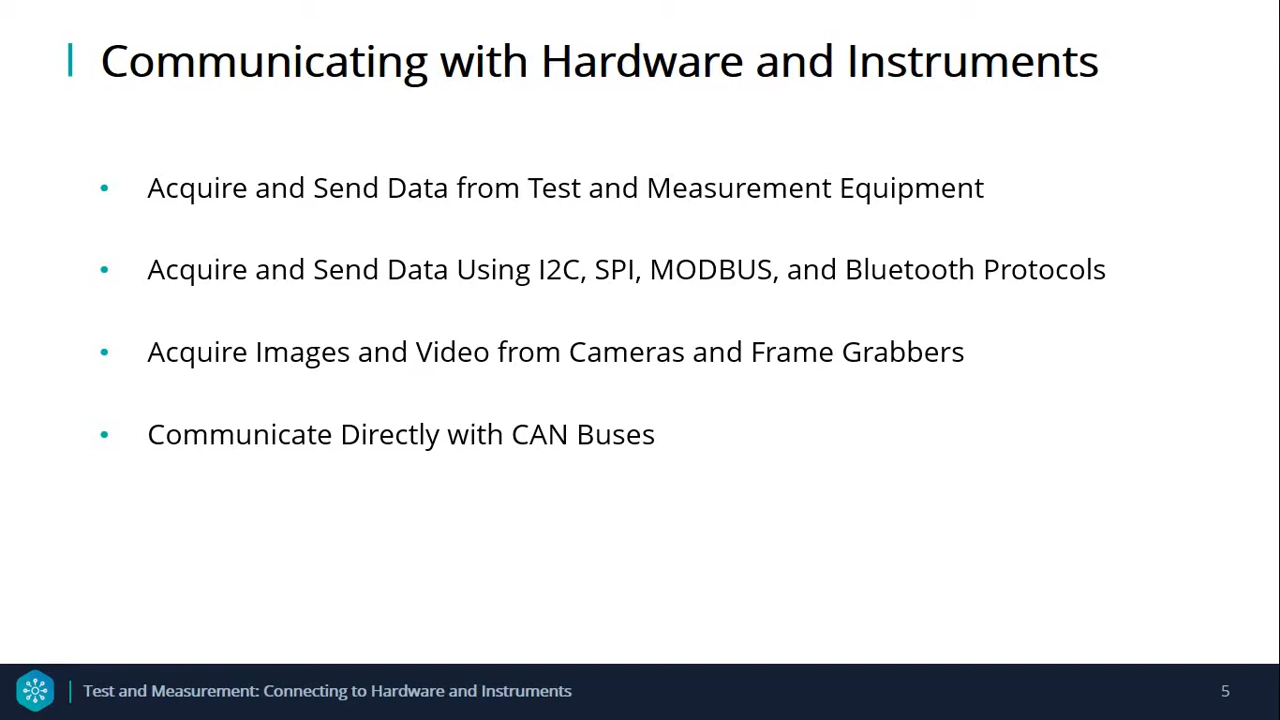 Communicating with Hardware and Instruments
• Acquire and Send Data from Test and Measurement Equipment
• Acquire and Send Data Using I2C, SPI, MODBUS, and Bluetooth Protocols
• Acquire Images and Video from Cameras and Frame Grabbers
• Communicate Directly with CAN Buses
Test and Measurement: Connecting to Hardware and Instruments
5